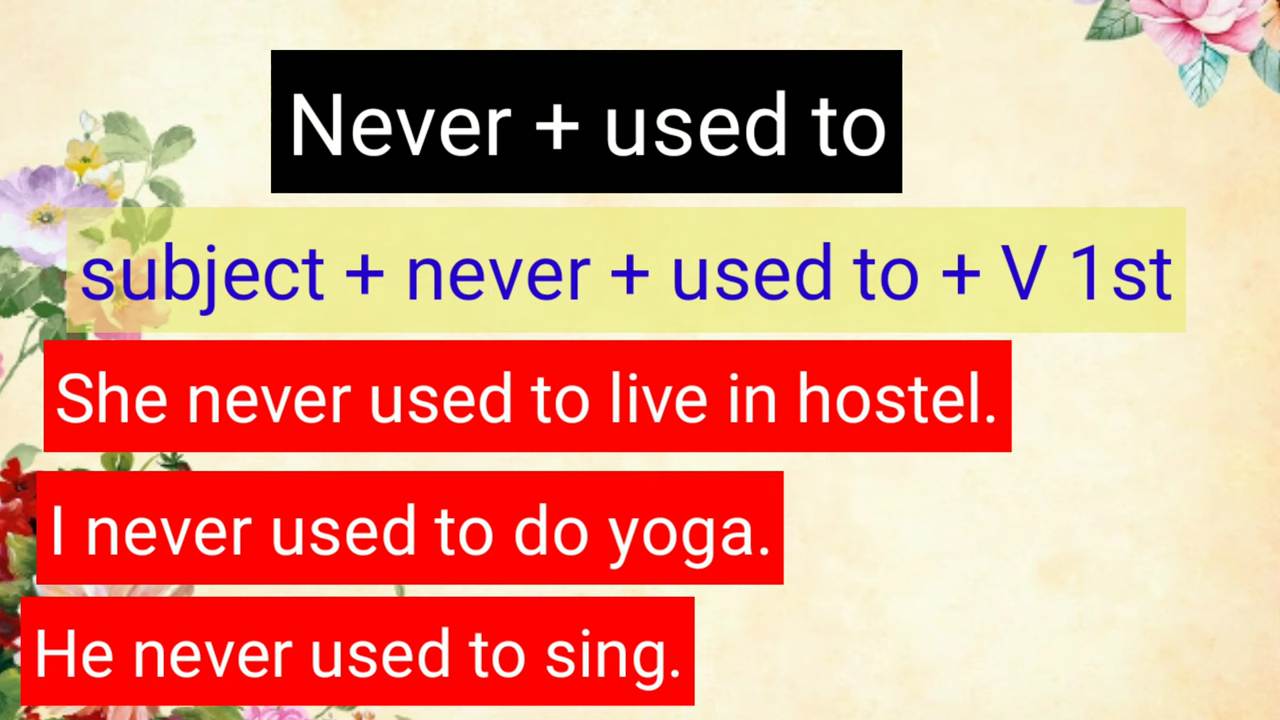 Never + used to
subject + never + used to + V 1st
She never used to live in hostel.
I never used to do yoga.
He never used to sing.